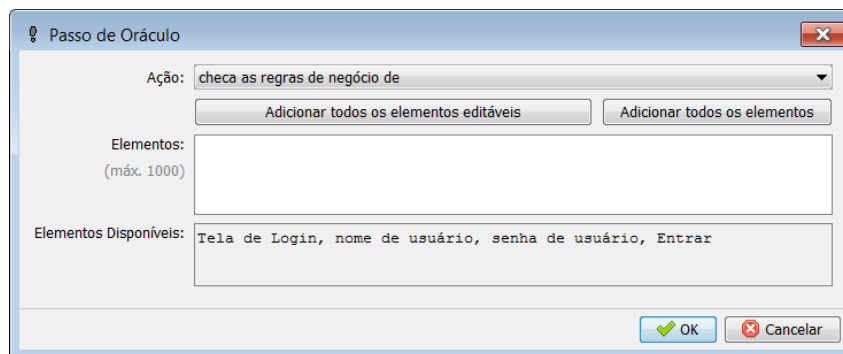 Passo de Oráculo
Ação: checa as regras de negócio de
Adicionar todos os elementos editáveis Adicionar todos os elementos
Elementos:
(máx. 1000)
Elementos Disponíveis: Tela de Login, nome de usuário, senha de usuário, Entrar
OK Cancelar